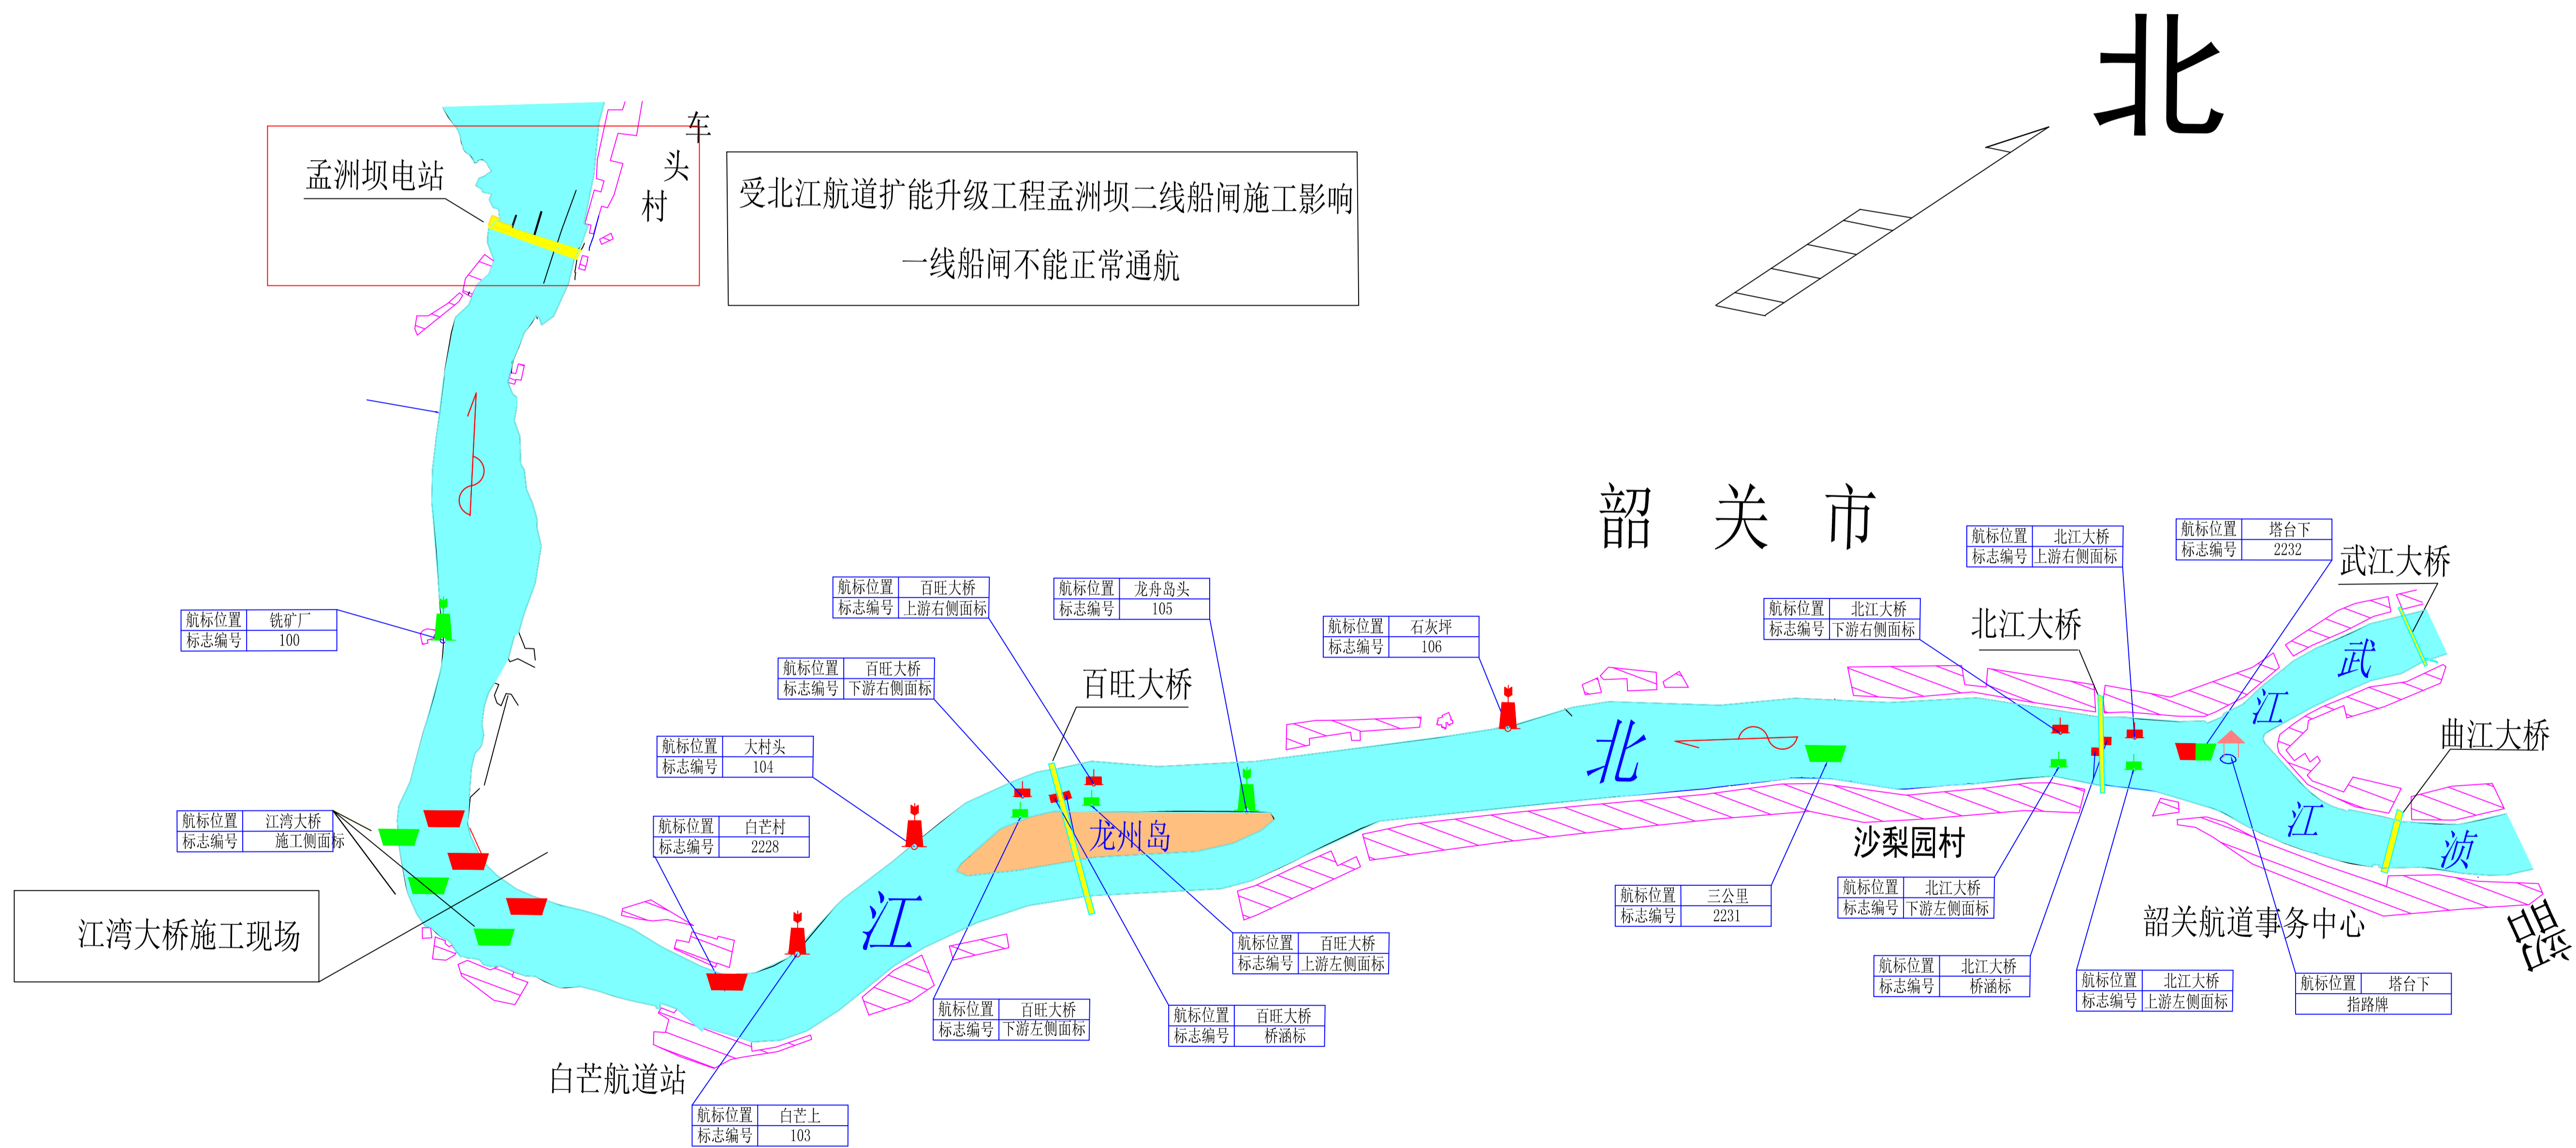 北
车
头
村
孟洲坝电站
受北江航道扩能升级工程孟洲坝二线船闸施工影响
一线船闸不能正常通航
韶 关 市
航标位置 铣矿厂
标志编号 100
航标位置 江湾大桥
标志编号 施工侧面标
江湾大桥施工现场
航标位置 百旺大桥
标志编号 上游右侧面标
航标位置 龙舟岛头
标志编号 105
航标位置 百旺大桥
标志编号 下游右侧面标
百旺大桥
航标位置 大村头
标志编号 104
航标位置 白芒村
标志编号 2228
航标位置 石灰坪
标志编号 106
航标位置 北江大桥
标志编号 下游右侧面标
北江大桥
航标位置 北江大桥
标志编号 上游右侧面标
航标位置 塔台下
标志编号 2232
武江大桥
武
江
曲江大桥
北
江
龙州岛
江
浈
沙梨园村
航标位置 三公里
标志编号 2231
航标位置 北江大桥
标志编号 下游左侧面标
韶关航道事务中心
航标位置 百旺大桥
标志编号 上游左侧面标
航标位置 北江大桥
标志编号 桥涵标
航标位置 北江大桥
标志编号 上游左侧面标
航标位置 塔台下
指路牌
航标位置 百旺大桥
标志编号 下游左侧面标
航标位置 百旺大桥
标志编号 桥涵标
白芒航道站
航标位置 白芒上
标志编号 103
韶